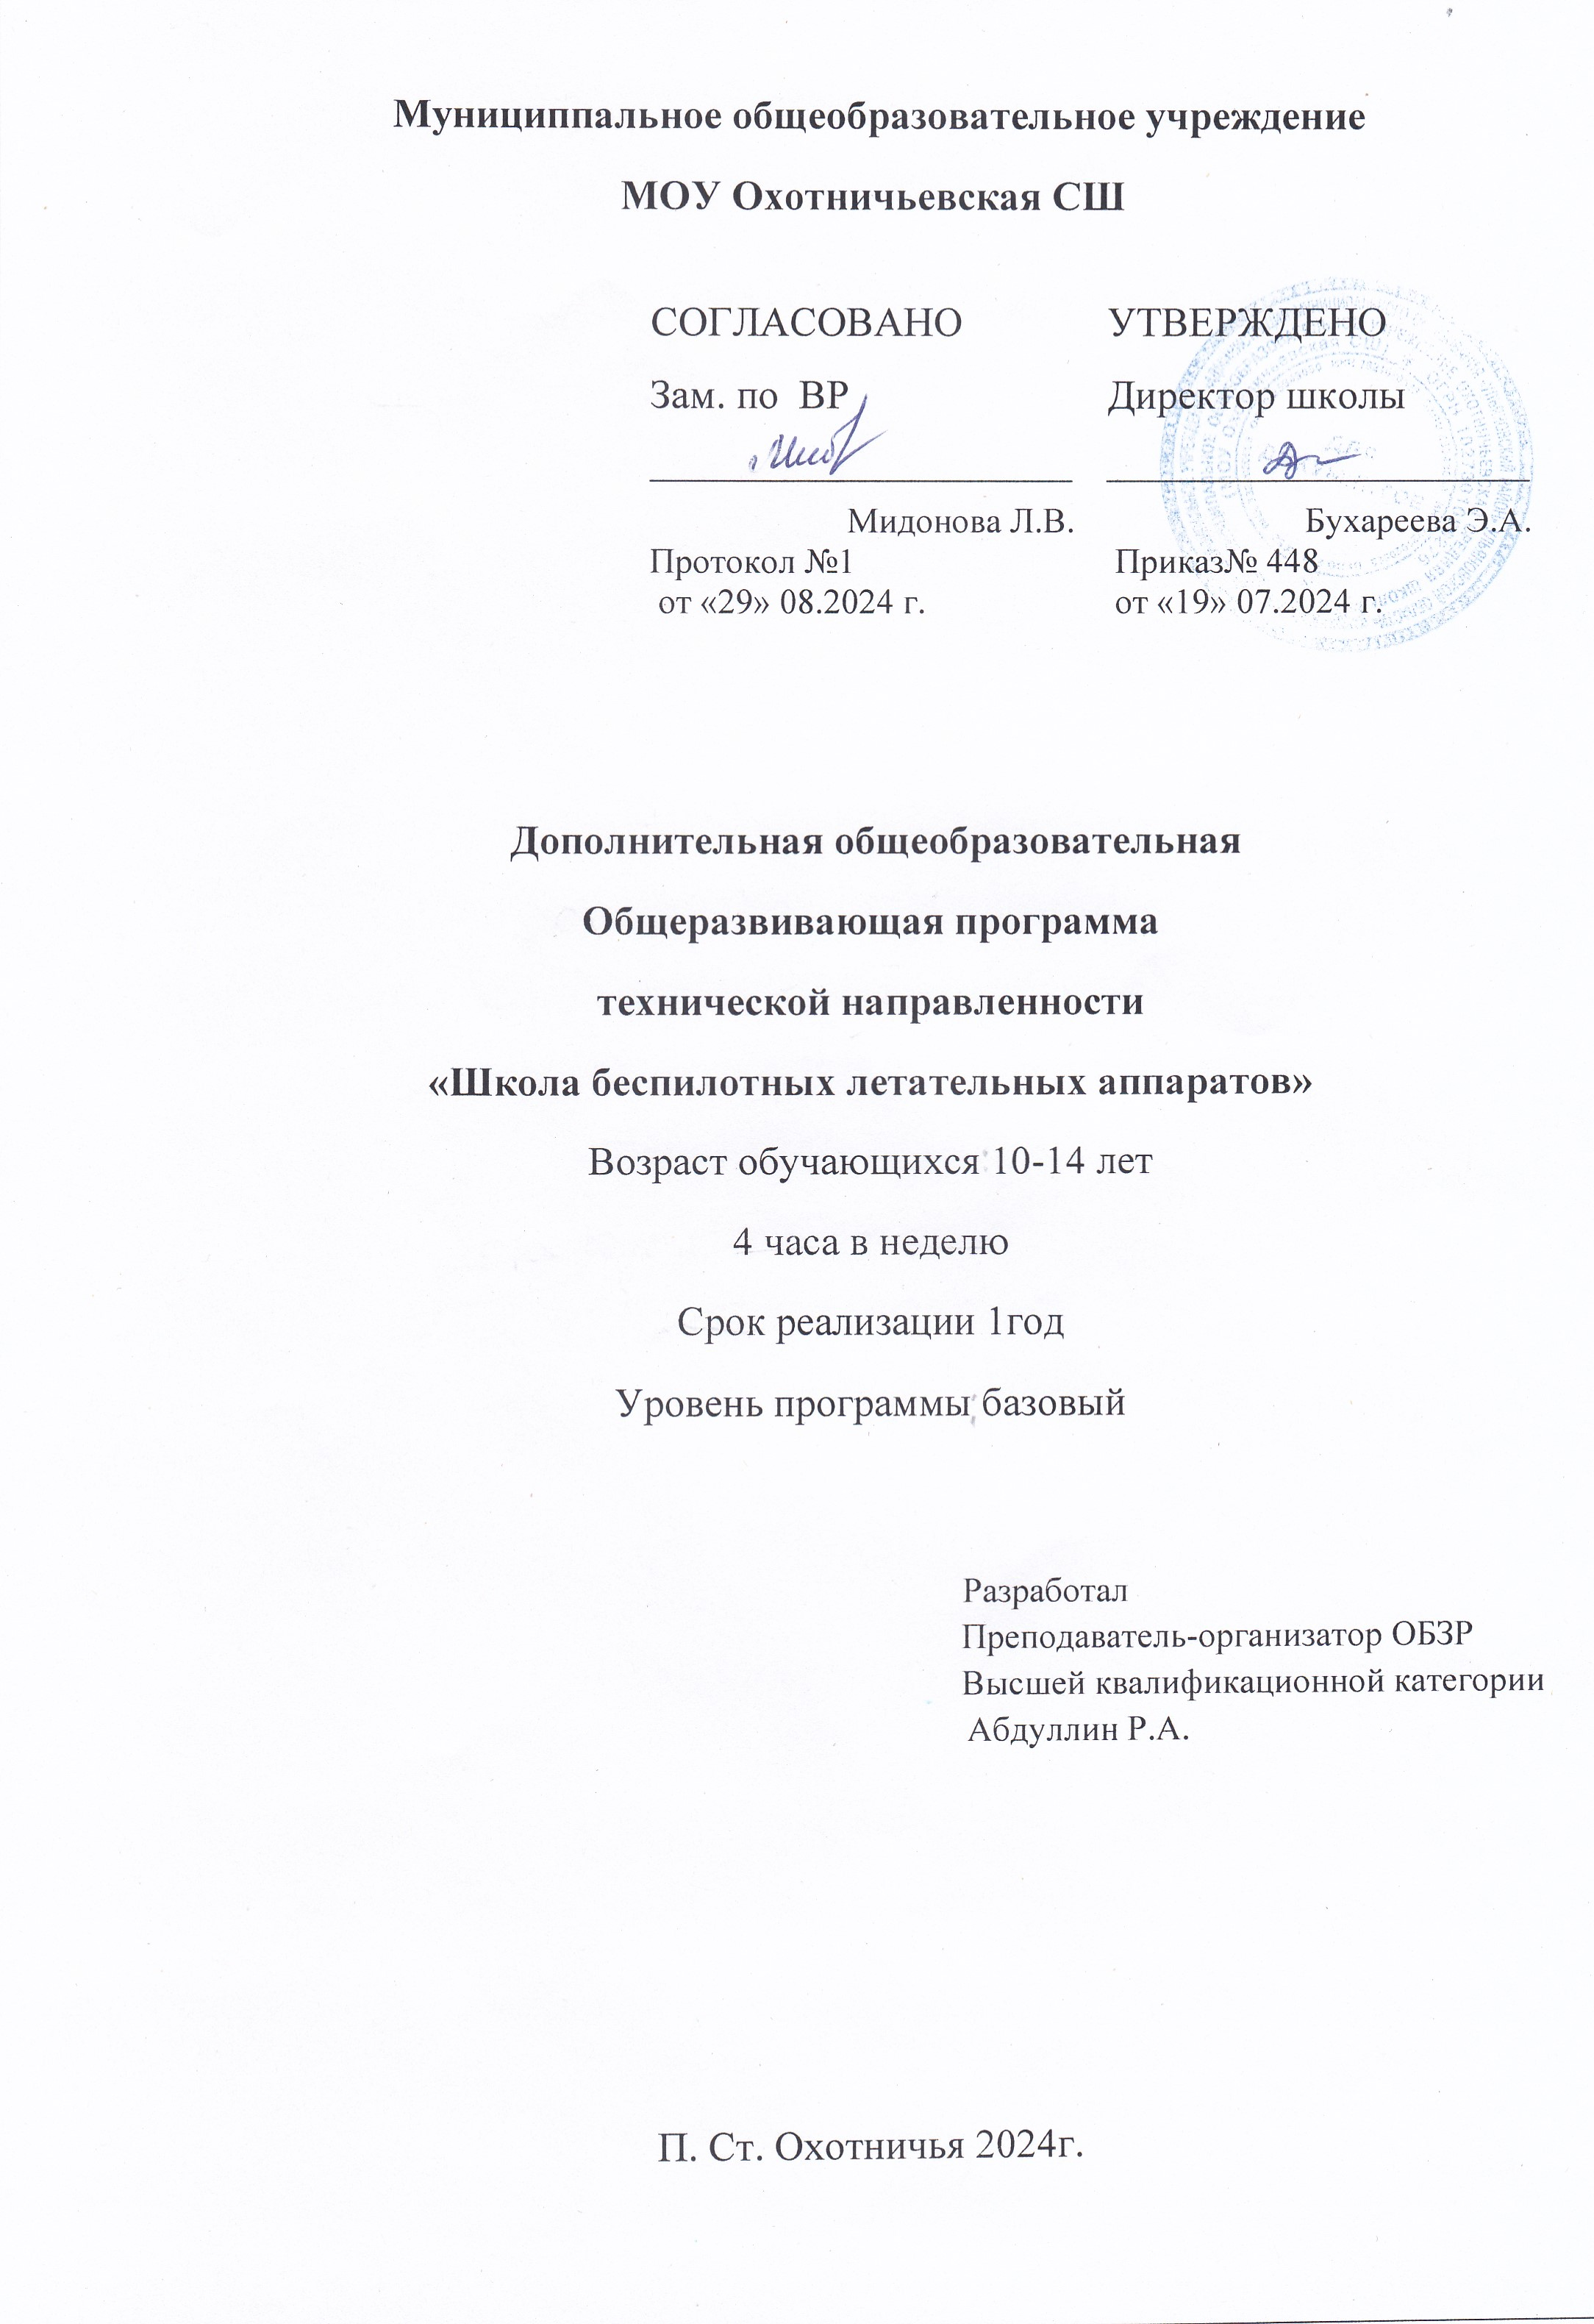 Мунициппальное общеобразовательное учреждение
МОУ Охотничьевская СШ
СОГЛАСОВАНО
Зам. по ВР
Мидонова Л.В.
Протокол №1
от «29» 08.2024 г.
УТВЕРЖДЕНО
Директор школы
Бухареева Э.А.
Приказ№ 448
от «19» 07.2024 г.
Дополнительная общеобразовательная
Общеразвивающая программа
технической направленности
«Школа беспилотных летательных аппаратов»
Возраст обучающихся 10-14 лет
4 часа в неделю
Срок реализации 1год
Уровень программы базовый
Разработал
Преподаватель-организатор ОБЗР
Высшей квалификационной категории
Абдуллин Р.А.
П. Ст. Охотничья 2024г.